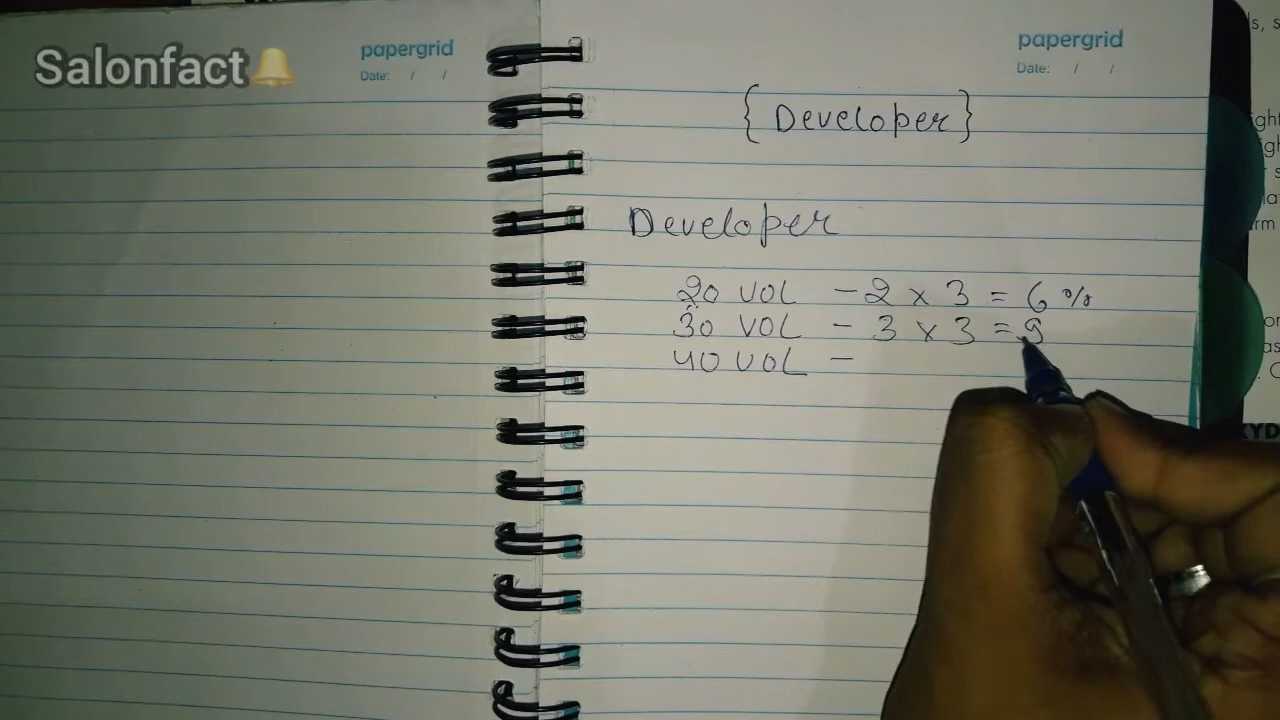 Salonfact🔔
papergrid
Date: / /
papergrid
Date: / /
{Developer}
Developer
20 VOL - 2 x 3 = 6%
30 VOL - 3 x 3 = 9
40 VOL -